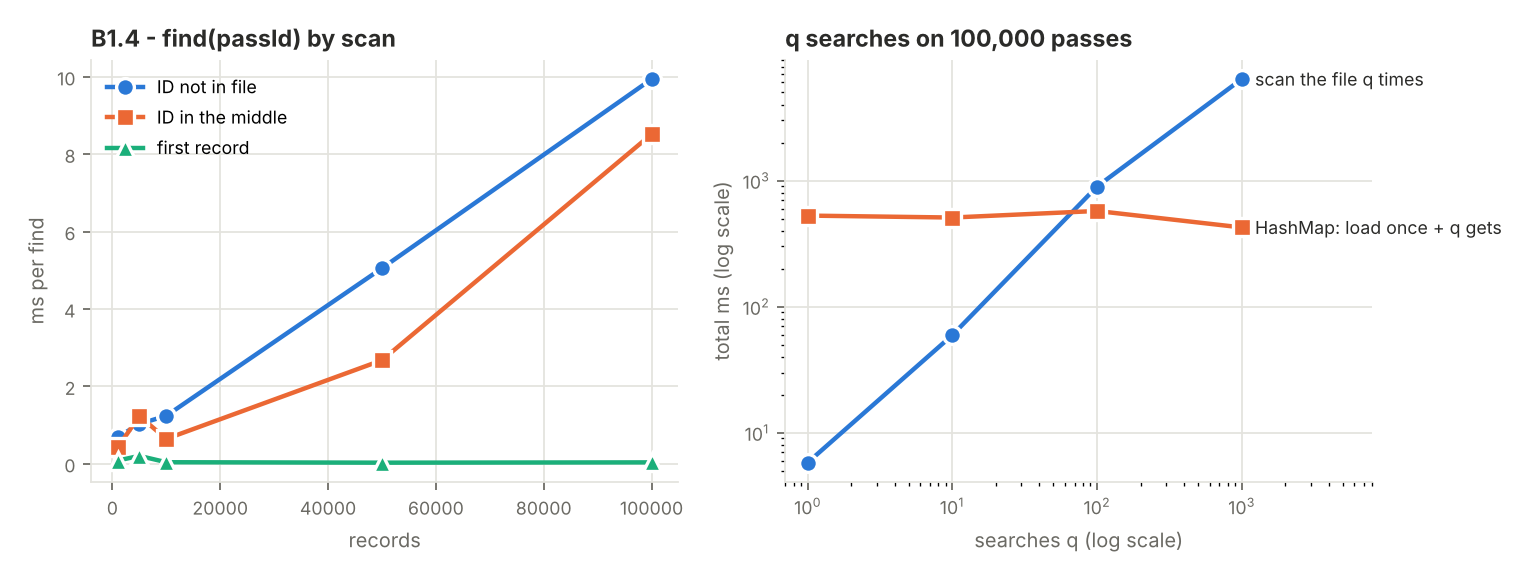 B1.4 - find(passId) by scan
ID not in file
ID in the middle
first record
ms per find
10
8
6
4
2
0
0 20000 40000 60000 80000 100000
records
q searches on 100,000 passes
scan the file q times
HashMap: load once + q gets
total ms (log scale)
10³
10²
10¹
10⁰ 10¹ 10² 10³
searches q (log scale)